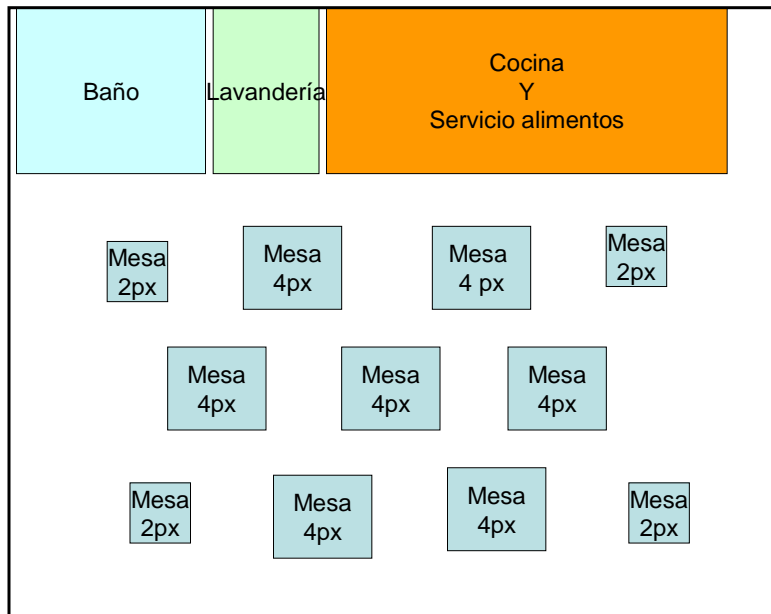 Baño
Lavandería
Cocina
Y
Servicio alimentos
Mesa
2px
Mesa
4px
Mesa
4 px
Mesa
2px
Mesa
4px
Mesa
4px
Mesa
4px
Mesa
2px
Mesa
4px
Mesa
4px
Mesa
2px